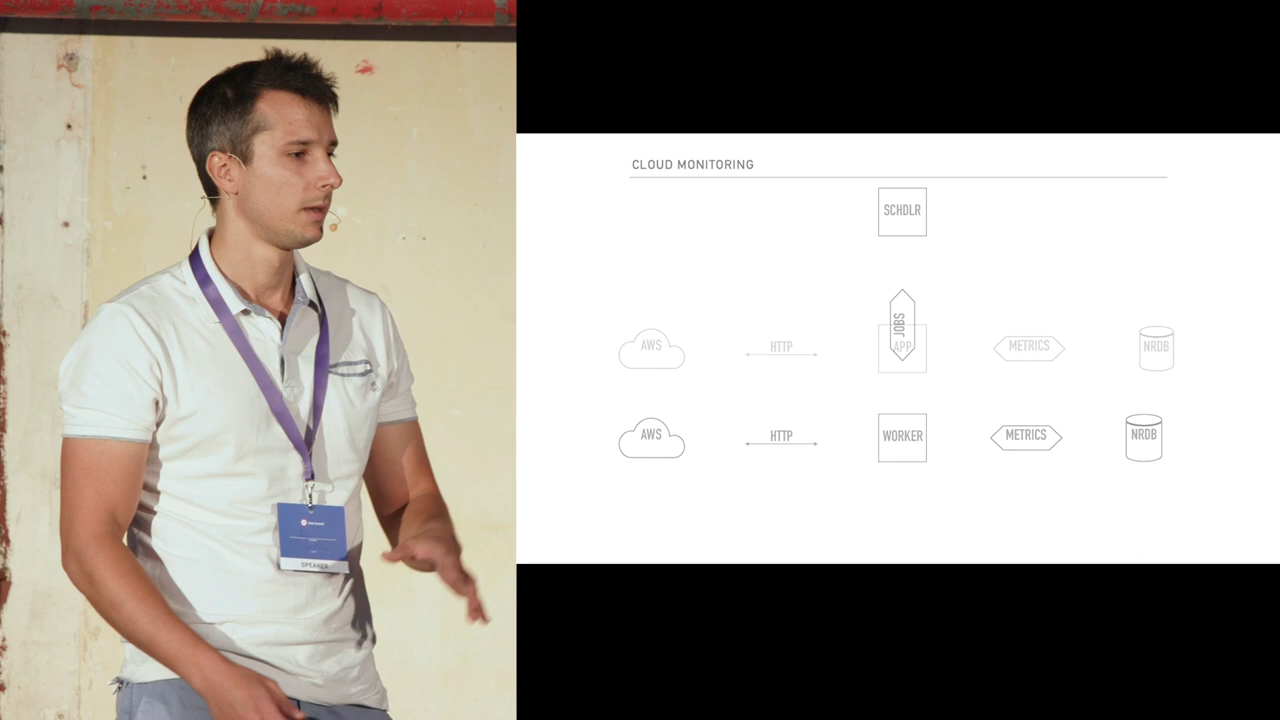 SPEAKER
CLOUD MONITORING
SCHDLR
JOBS
AWS
HTTP
APP
METRICS
NRDB
AWS
HTTP
WORKER
METRICS
NRDB